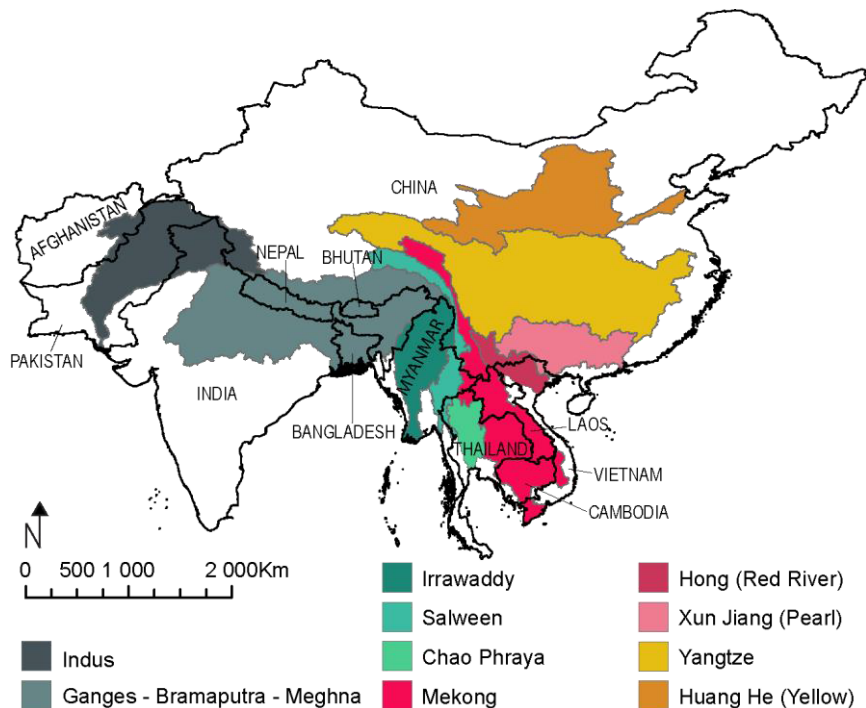 CHINA
AFGHANISTAN
NEPAL
BHUTAN
PAKISTAN
INDIA
MYANMAR
BANGLADESH
LAOS
THAILAND
VIETNAM
CAMBODIA
N
0 500 1 000 2 000Km
Indus
Ganges - Bramaputra - Meghna
Irrawaddy
Salween
Chao Phraya
Mekong
Hong (Red River)
Xun Jiang (Pearl)
Yangtze
Huang He (Yellow)